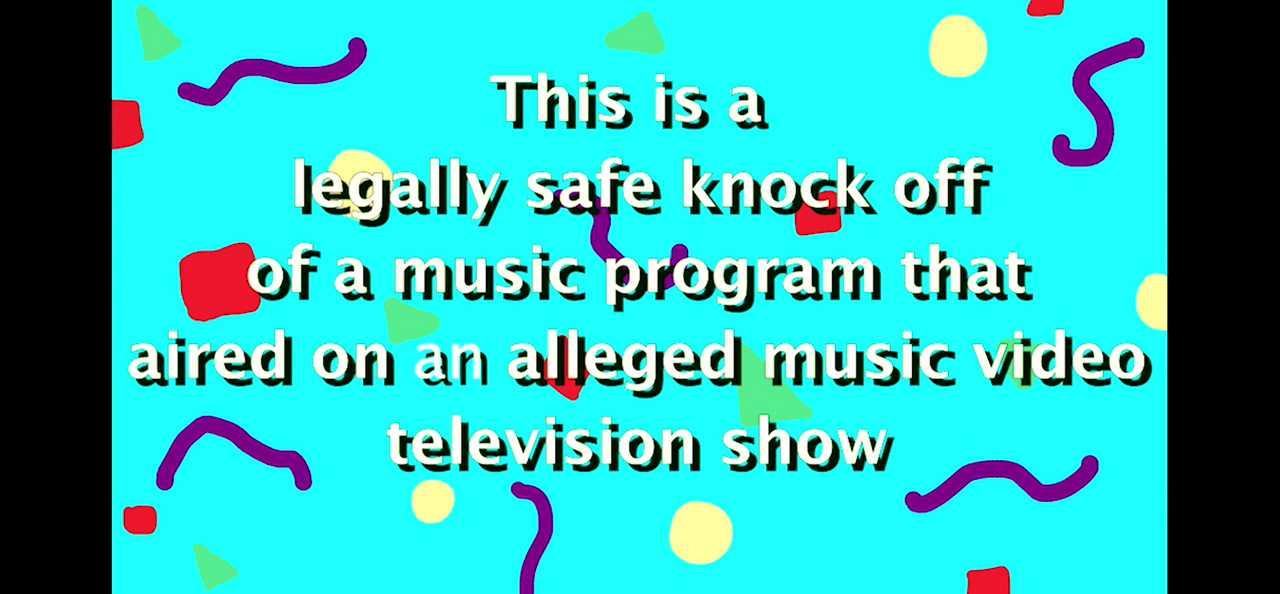 This is a
legally safe knock off
of a music program that
aired on an alleged music video
television show